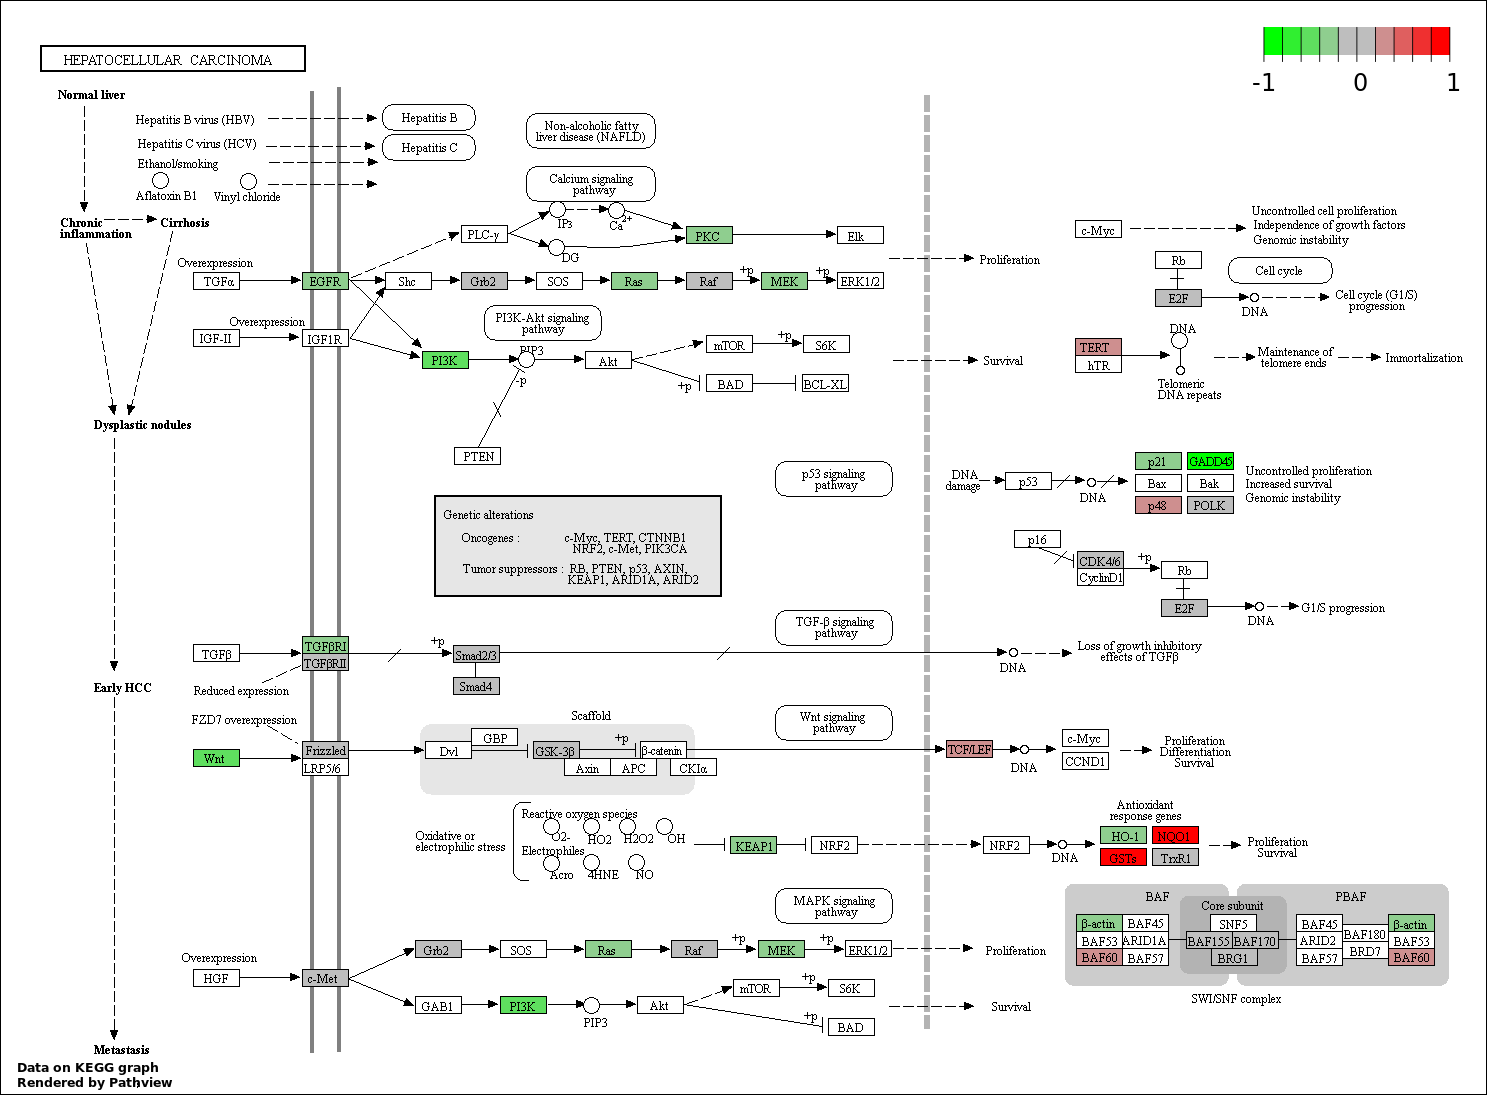 HEPATOCELLULAR CARCINOMA
-1 0 1
Normal liver
Hepatitis B virus (HBV)
Hepatitis B
Hepatitis C virus (HCV)
Hepatitis C
Ethanol/smoking
Aflatoxin B1
Vinyl chloride
Non-alcoholic fatty
liver disease (NAFLD)
Calcium signaling
pathway
Chronic
inflammation
Cirrhosis
IP3
Ca2+
PLC-γ
DG
PKC
Elk
Overexpression
TGFα
EGFR
Shc
Grb2
SOS
Ras
Raf
+p
MEK
+p
ERK1/2
Proliferation
Overexpression
IGF-II
IGF1R
PI3K-Akt signaling
pathway
PI3K
PIP3
-p
Akt
mTOR
+p
S6K
+p
BAD
BCL-XL
Survival
PTEN
c-Myc
Uncontrolled cell proliferation
Independence of growth factors
Genomic instability
Rb
E2F
DNA
Cell cycle
Cell cycle (G1/S)
progression
TERT
hTR
DNA
Telomeric
DNA repeats
Maintenance of
telomere ends
Immortalization
Dysplastic nodules
p53 signaling
pathway
DNA
damage
p53
DNA
p21
GADD45
Bax
Bak
p48
POLK
Uncontrolled proliferation
Increased survival
Genomic instability
Genetic alterations
Oncogenes : c-Myc, TERT, CTNNB1
NRF2, c-Met, PIK3CA
Tumor suppressors : RB, PTEN, p53, AXIN,
KEAP1, ARID1A, ARID2
p16
CDK4/6
CyclinD1
+p
Rb
E2F
DNA
G1/S progression
TGF-β signaling
pathway
TGFβ
TGFβRI
TGFβRII
+p
Smad2/3
Smad4
DNA
Loss of growth inhibitory
effects of TGFβ
Reduced expression
Early HCC
FZD7 overexpression
Wnt
Frizzled
LRP5/6
Scaffold
Dvl
GBP
GSK-3β
+p
β-catenin
Axin
APC
CKIα
Wnt signaling
pathway
TCF/LEF
DNA
c-Myc
CCND1
Proliferation
Differentiation
Survival
Oxidative or
electrophilic stress
Reactive oxygen species
O2-
HO2
H2O2
OH
Electrophiles
Acro
4HNE
NO
KEAP1
NRF2
NRF2
DNA
Antioxidant
response genes
HO-1
NQO1
GSTs
TrxR1
Proliferation
Survival
MAPK signaling
pathway
Overexpression
HGF
c-Met
Grb2
SOS
Ras
Raf
+p
MEK
+p
ERK1/2
Proliferation
GAB1
PI3K
PIP3
Akt
mTOR
+p
S6K
+p
BAD
Survival
BAF
PBAF
Core subunit
β-actin
BAF45
SNF5
BAF45
β-actin
BAF53
ARID1A
BAF155
BAF170
ARID2
BAF180
BAF53
BAF60
BAF57
BRG1
BAF57
BRD7
BAF60
SWI/SNF complex
Metastasis
Data on KEGG graph
Rendered by Pathview